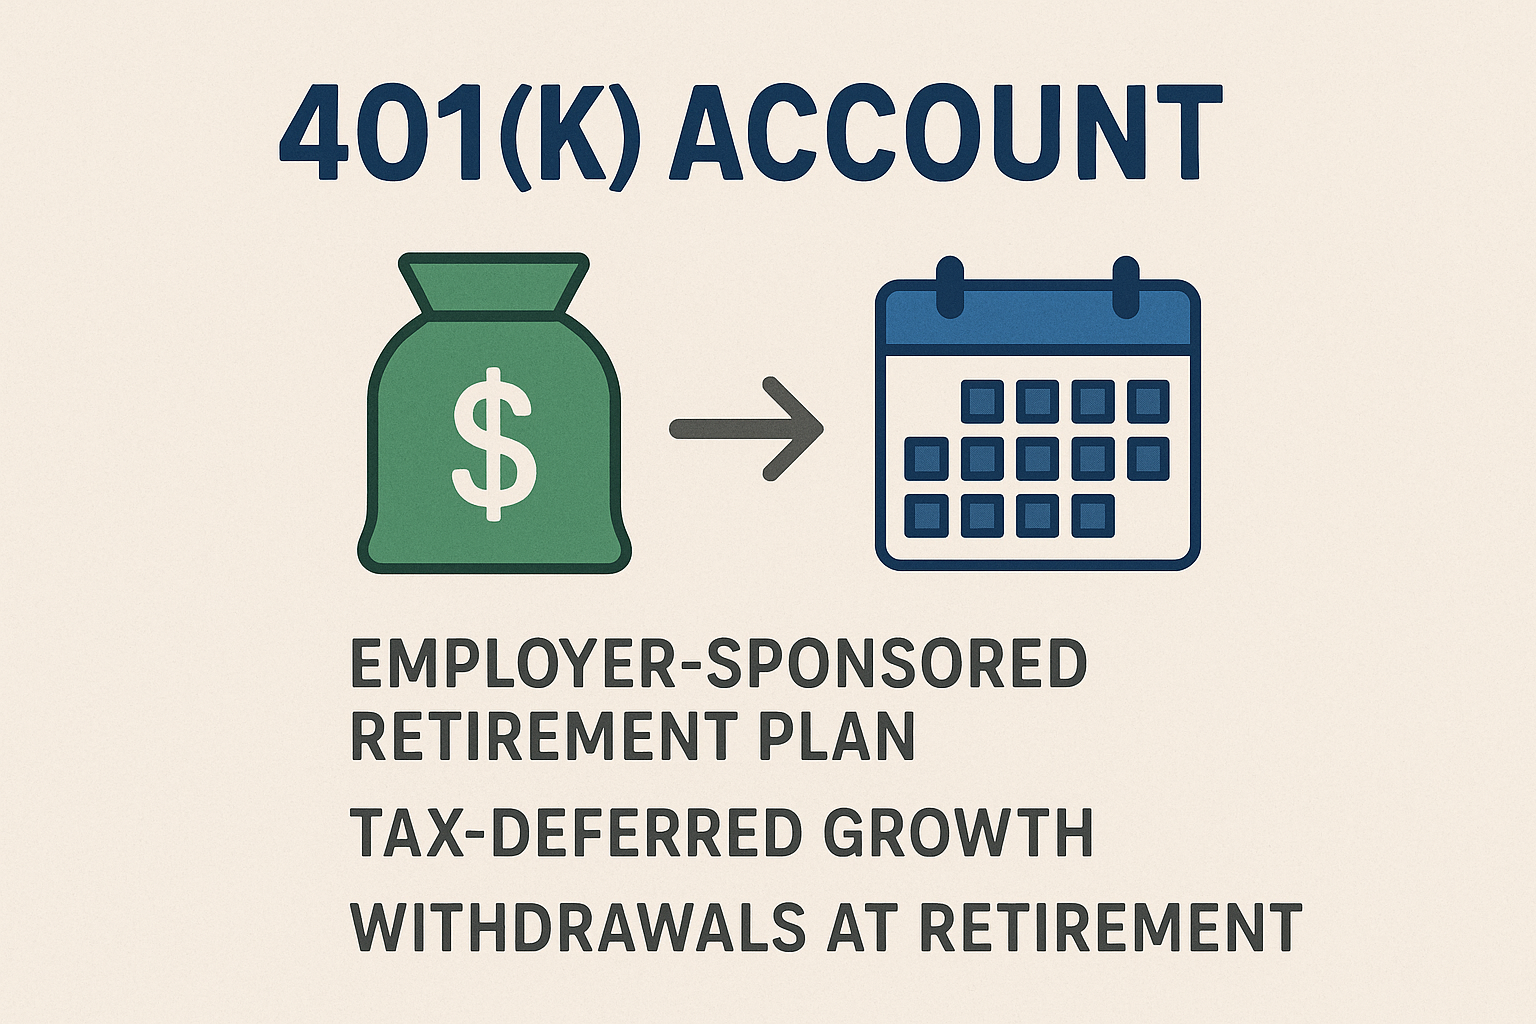 401(K) ACCOUNT
$
EMPLOYER-SPONSORED
RETIREMENT PLAN
TAX-DEFERRED GROWTH
WITHDRAWALS AT RETIREMENT